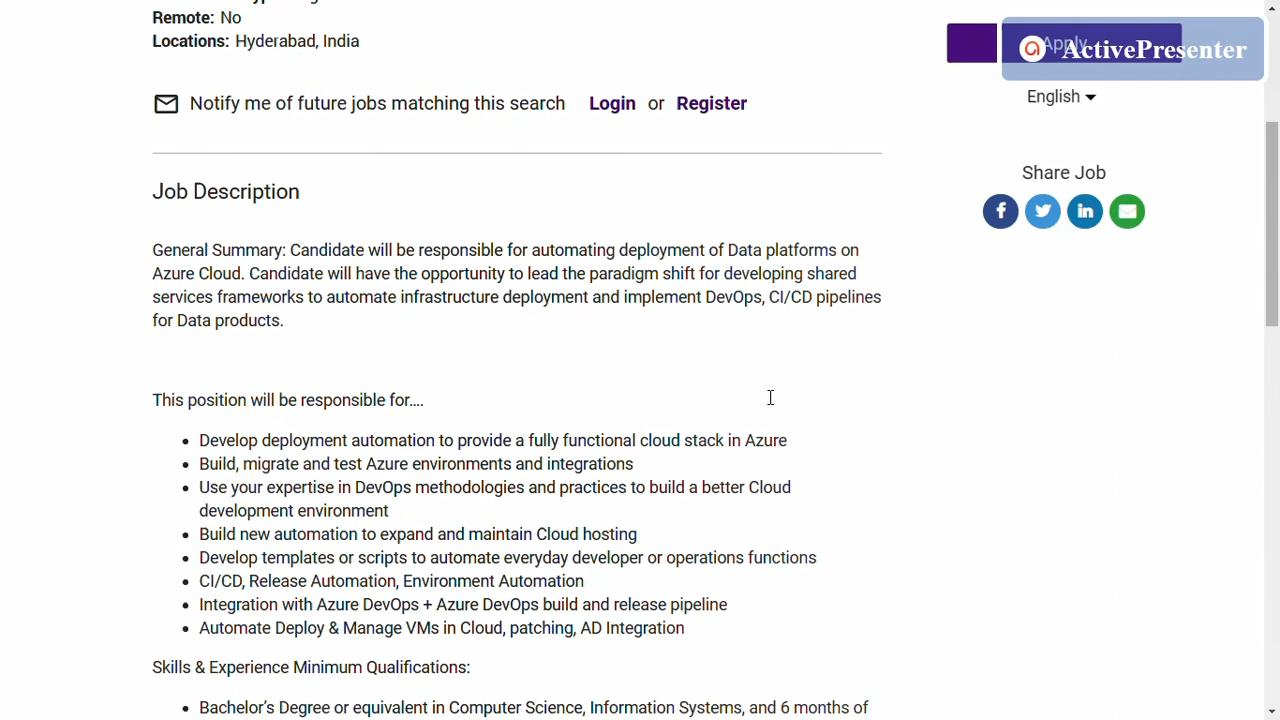 Remote: No
Locations: Hyderabad, India
Apply
ActivePresenter
English
Notify me of future jobs matching this search Login or Register
Share Job
Job Description
General Summary: Candidate will be responsible for automating deployment of Data platforms on
Azure Cloud. Candidate will have the opportunity to lead the paradigm shift for developing shared
services frameworks to automate infrastructure deployment and implement DevOps, CI/CD pipelines
for Data products.
This position will be responsible for....
• Develop deployment automation to provide a fully functional cloud stack in Azure
• Build, migrate and test Azure environments and integrations
• Use your expertise in DevOps methodologies and practices to build a better Cloud
development environment
• Build new automation to expand and maintain Cloud hosting
• Develop templates or scripts to automate everyday developer or operations functions
• CI/CD, Release Automation, Environment Automation
• Integration with Azure DevOps + Azure DevOps build and release pipeline
• Automate Deploy & Manage VMs in Cloud, patching, AD Integration
Skills & Experience Minimum Qualifications:
• Bachelor's Degree or equivalent in Computer Science, Information Systems, and 6 months of